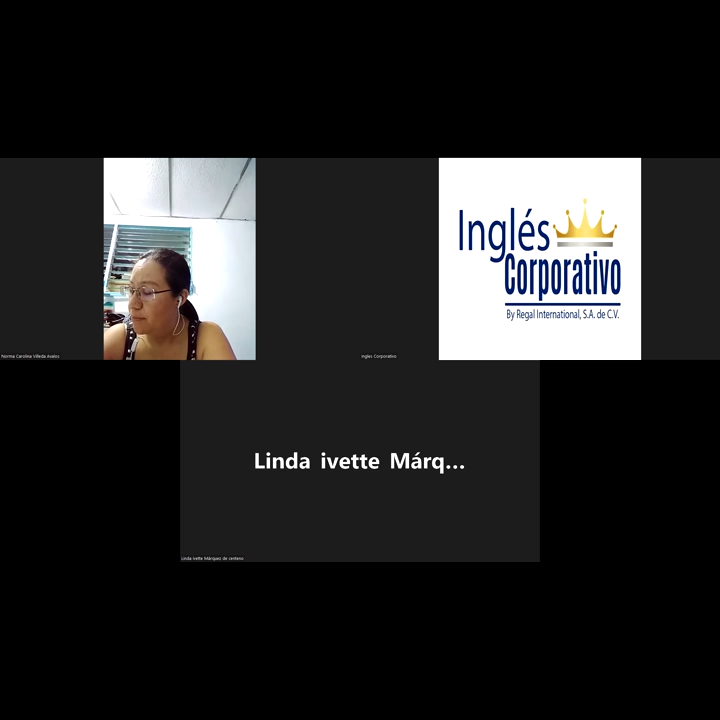 Inglés
Corporativo
By Regal International, S.A. de C.V.
Norma Carolina Villeda Avalos
Ingles Corporativo
Linda ivette Márq...
Linda ivette Márquez de centeno